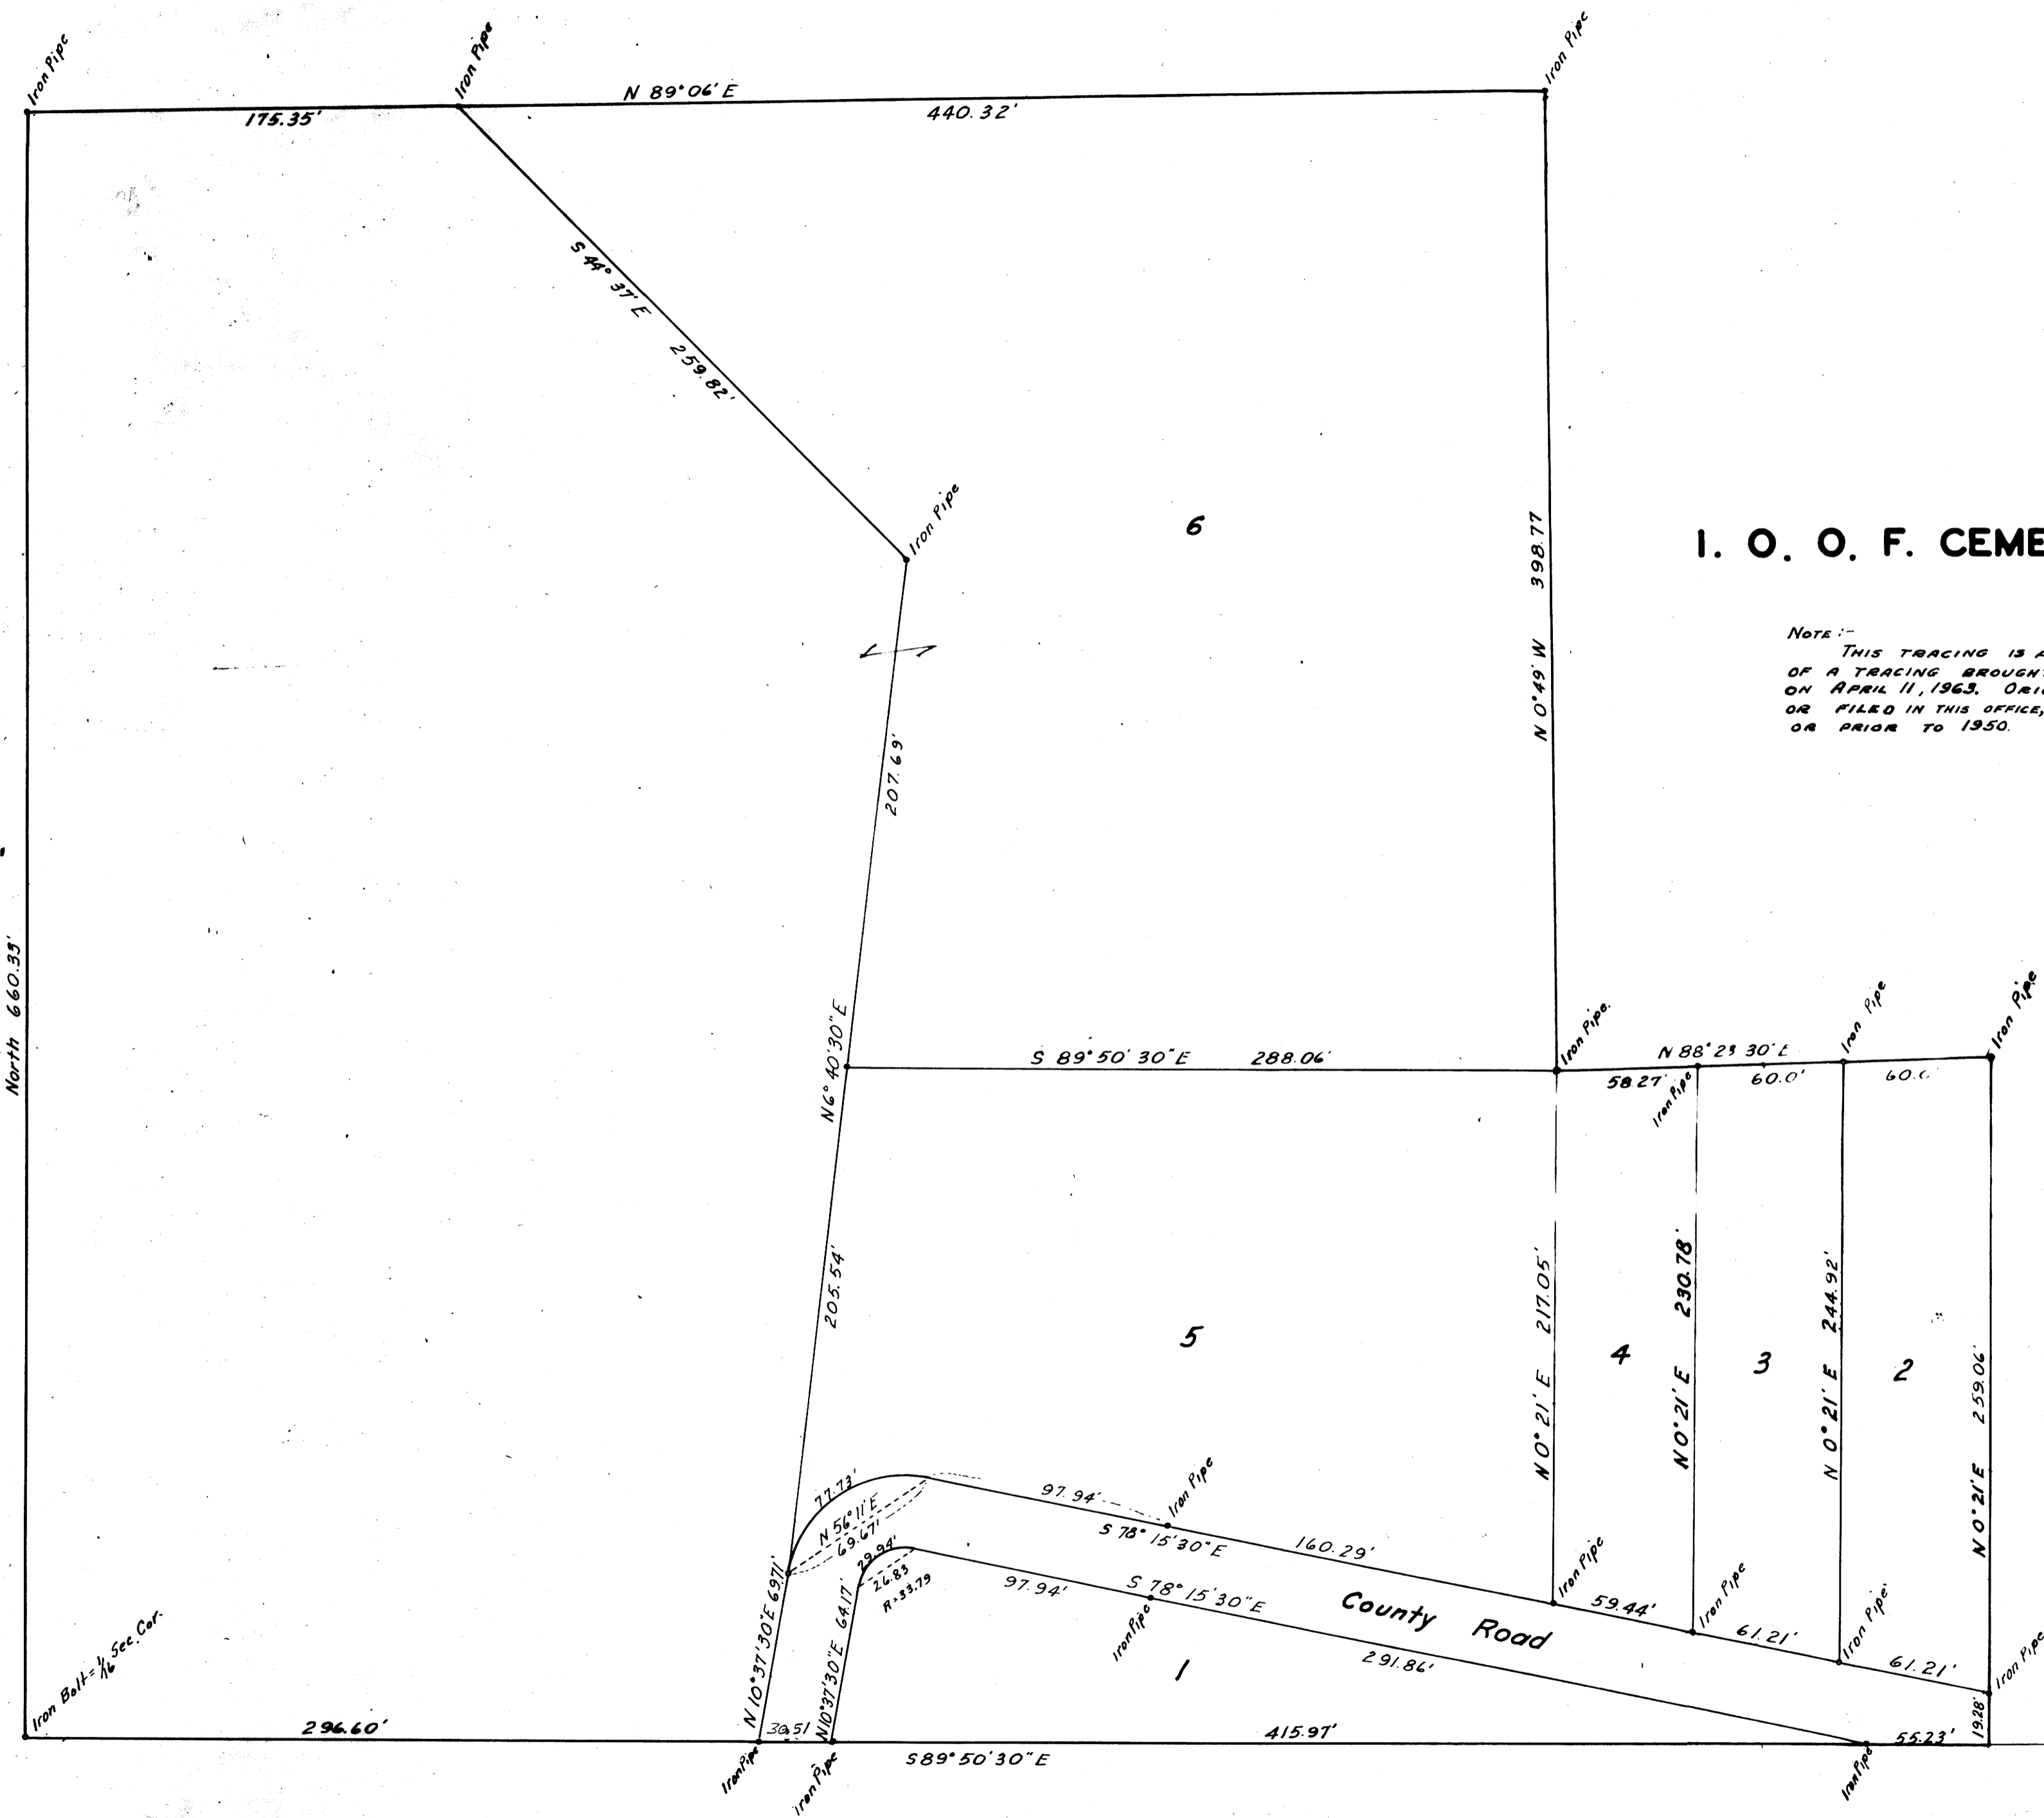 Iron Pipe
Iron Pipe
Iron Pipe
N 89°06' E
175.35'
440.32'
S 44° 37' E
259.82'
Iron Pipe
6
N 0°49' W 398.77
I. O. O. F. CEME
NOTE :-
THIS TRACING IS A
OF A TRACING BROUGHT
ON APRIL 11, 1963. ORIG
OR FILED IN THIS OFFICE,
OR PRIOR TO 1950.
207.69'
North 660.33'
N6° 40'30"E
S 89°50'30"E 288.06'
Iron Pipe.
N 88°23 30' E
Iron Pipe
Iron Pipe
58.27'
Iron Pipe
60.0'
60.0
205.54'
5
N 0° 21' E 217.05'
4
N 0° 21' E 230.78'
3
N 0° 21' E 244.92'
2
N 0° 21' E 259.06'
77.73'
N 56°11' E
69.67'
29.94'
26.83
R=33.79
97.94'
Iron Pipe
S 78° 15'30"E
160.29'
Iron Pipe
59.44'
Iron Pipe
61.21'
Iron Pipe
61.21'
Iron Pipe
97.94'
S 78° 15'30"E
Iron Pipe
County Road
291.86'
1
N 10°37'30"E 69.71'
N 10°37'30"E 64.17'
Iron Bolt = 1/16 Sec. Cor.
296.60'
30.51
415.97'
55.23'
19.28'
Iron Pipe
Iron Pipe
S 89° 50'30"E
Iron Pipe